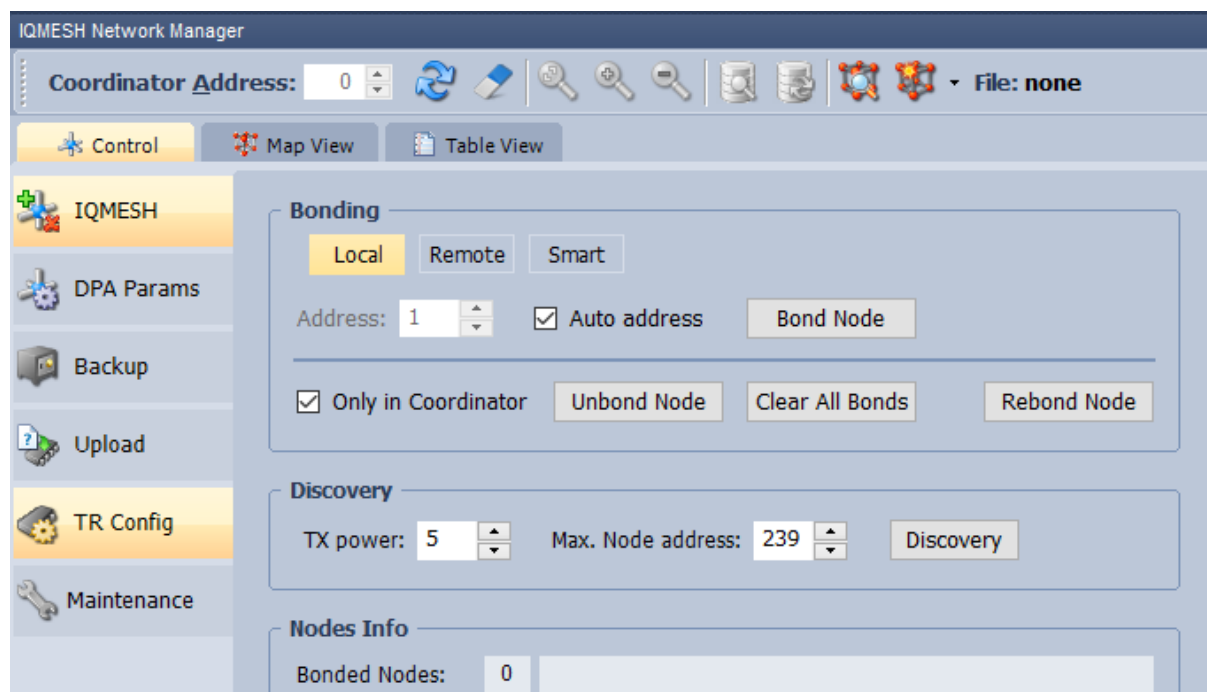 IQMESH Network Manager
Coordinator Address: 0 File: none
Control Map View Table View
IQMESH
DPA Params
Backup
Upload
TR Config
Maintenance
Bonding
Local Remote Smart
Address: 1 Auto address Bond Node
Only in Coordinator Unbond Node Clear All Bonds Rebond Node
Discovery
TX power: 5 Max. Node address: 239 Discovery
Nodes Info
Bonded Nodes: 0